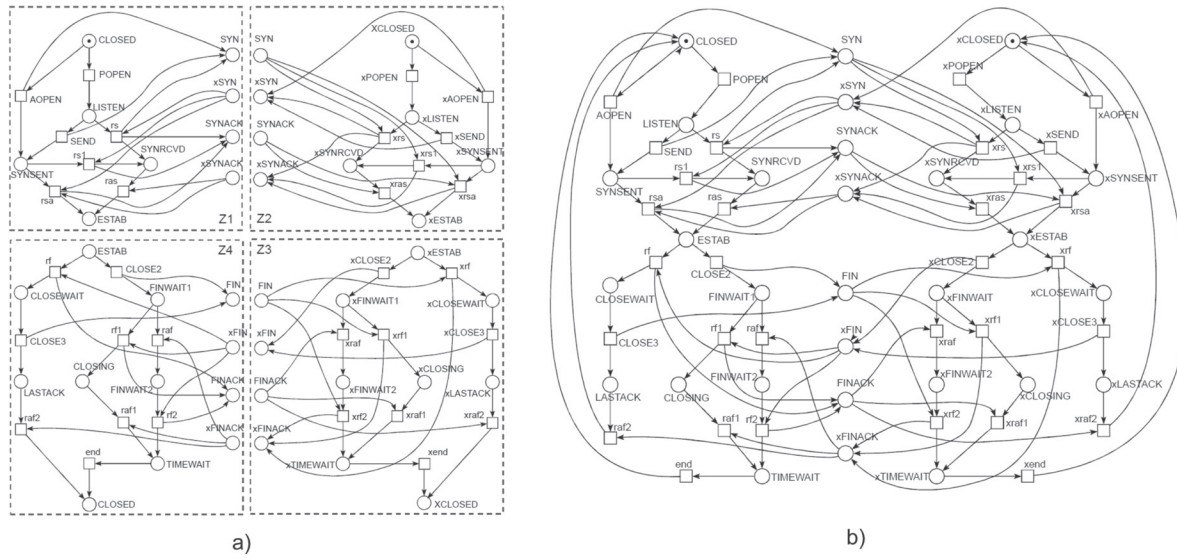 CLOSED
SYN
SYN
XCLOSED
POPEN
xPOPEN
AOPEN
xSYN
xSYN
xAOPEN
LISTEN
xLISTEN
SEND
rs
SYNACK
SYNACK
xrs
xSEND
rs1
SYNRCVD
xSYNACK
xSYNACK
xSYNRCVD
xrs1
xSYNSENT
SYNSENT
rsa
ras
xras
xrsa
ESTAB
Z1
Z2
xESTAB
ESTAB
Z4
Z3
xESTAB
rf
CLOSE2
xCLOSE2
xrf
CLOSEWAIT
FINWAIT1
FIN
FIN
xFINWAIT1
xCLOSEWAIT
rf1
raf
xFIN
xFIN
xraf
xrf1
xCLOSE3
CLOSE3
CLOSING
FINWAIT2
FINACK
FINACK
xFINWAIT2
xCLOSING
LASTACK
xLASTACK
raf1
rf2
xrf2
xraf1
xraf2
raf2
xFINACK
xFINACK
end
TIMEWAIT
xTIMEWAIT
xend
CLOSED
XCLOSED
a)
CLOSED
SYN
xCLOSED
POPEN
xPOPEN
AOPEN
xSYN
xAOPEN
LISTEN
xLISTEN
SEND
rs
SYNACK
xrs
xSEND
rs1
SYNRCVD
xSYNRCVD
xrs1
SYNSENT
xSYNACK
xSYNSENT
rsa
ras
xras
xrsa
ESTAB
xESTAB
rf
CLOSE2
FIN
xCLOSE2
xrf
CLOSEWAIT
FINWAIT1
xFINWAIT
xCLOSEWAIT
rf1
raf
xFIN
xraf
xrf1
xCLOSE3
CLOSE3
FINWAIT2
xFINWAIT2
LASTACK
CLOSING
FINACK
xCLOSING
xLASTACK
raf1
rf2
xrf2
xraf1
xraf2
raf2
xFINACK
end
TIMEWAIT
xTIMEWAIT
xend
b)